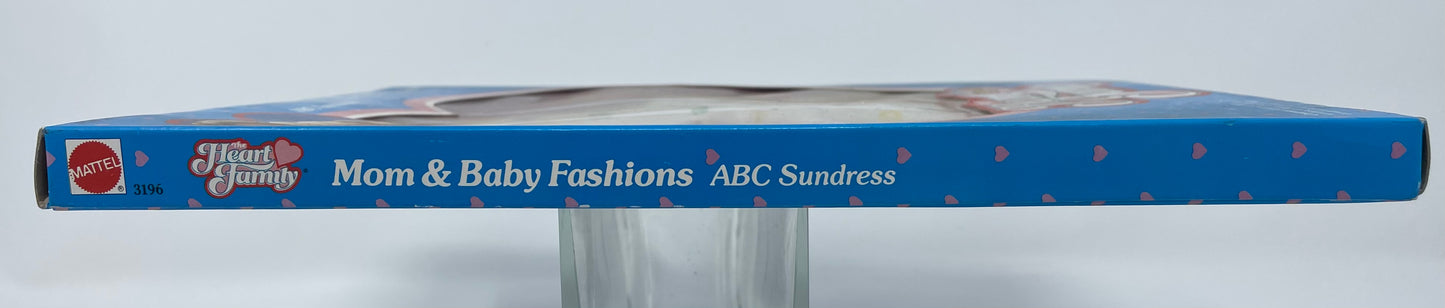 MATTEL
®
3196
The
Heart
Family
®
Mom & Baby Fashions ABC Sundress